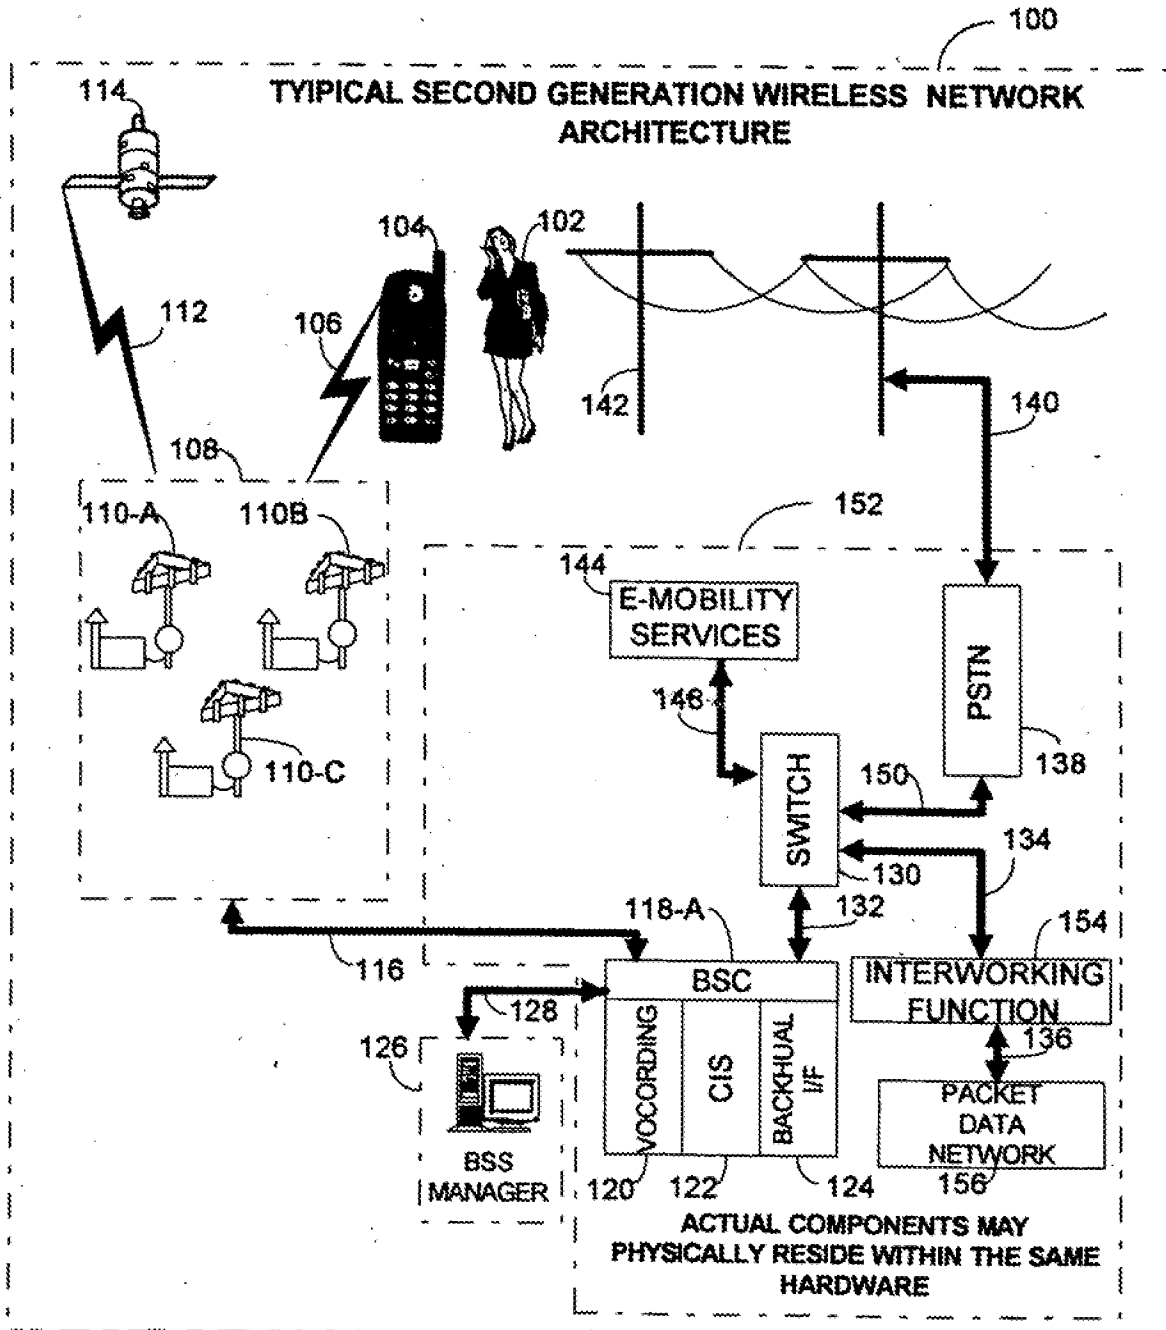 100
114
TYIPICAL SECOND GENERATION WIRELESS NETWORK
ARCHITECTURE
104
102
112
106
142
140
108
110-A
110B
152
144
E-MOBILITY
SERVICES
PSTN
146
110-C
138
SWITCH
150
134
130
118-A
132
154
116
BSC
INTERWORKING
FUNCTION
128
126
VOCORDING
CIS
BACKHUAL
I/F
136
PACKET
DATA
NETWORK
BSS
MANAGER
120
122
124
156
ACTUAL COMPONENTS MAY
PHYSICALLY RESIDE WITHIN THE SAME
HARDWARE